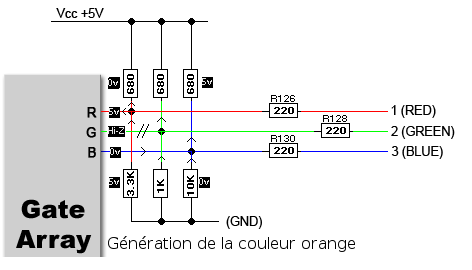 Vcc +5V
0v 680 680 680 5v
R126
R 5v 220 1 (RED)
R128
G Hi-Z 220 2 (GREEN)
R130
B 0v 220 3 (BLUE)
5v 3.3K 1K 10K 0v
Gate
Array
(GND)
Génération de la couleur orange